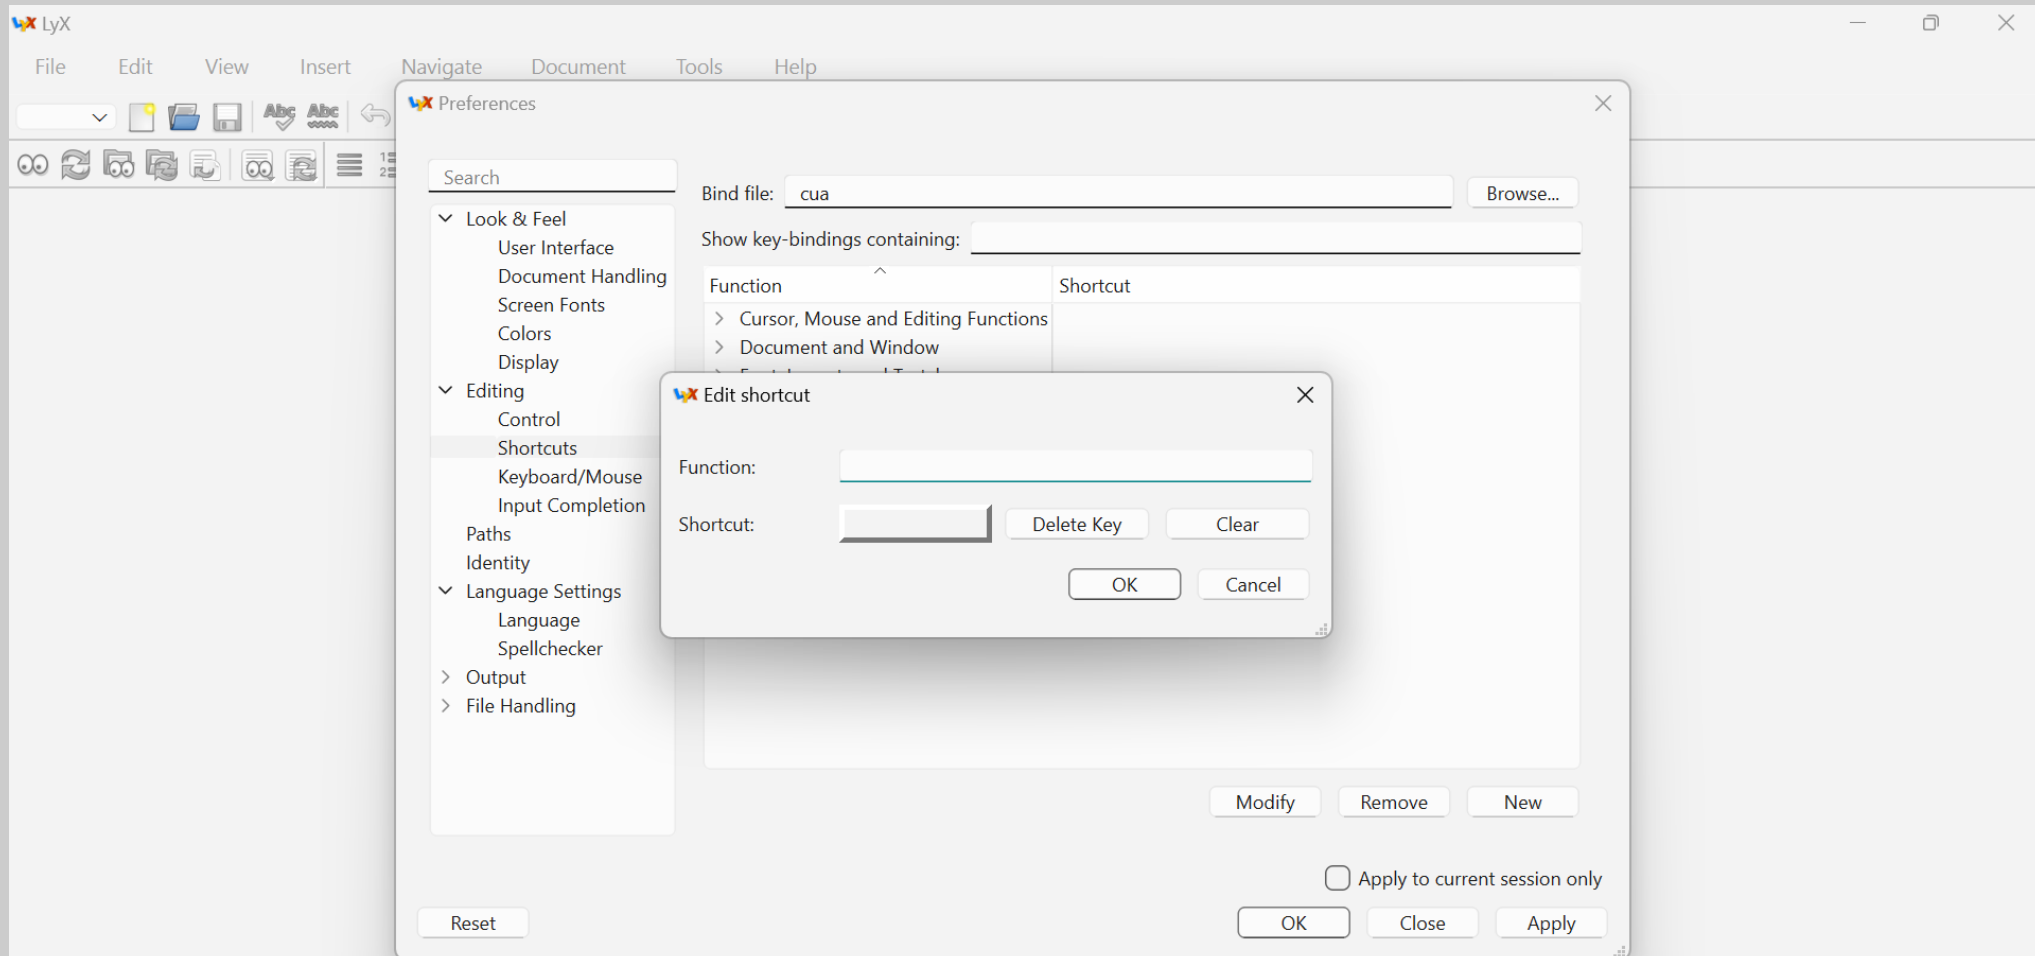 LyX
File Edit View Insert Navigate Document Tools Help
Preferences
Search
Look & Feel
User Interface
Document Handling
Screen Fonts
Colors
Display
Editing
Control
Shortcuts
Keyboard/Mouse
Input Completion
Paths
Identity
Language Settings
Language
Spellchecker
Output
File Handling
Bind file: cua Browse...
Show key-bindings containing:
Function Shortcut
Cursor, Mouse and Editing Functions
Document and Window
Edit shortcut
Function:
Shortcut: Delete Key Clear
OK Cancel
Modify Remove New
Apply to current session only
Reset OK Close Apply